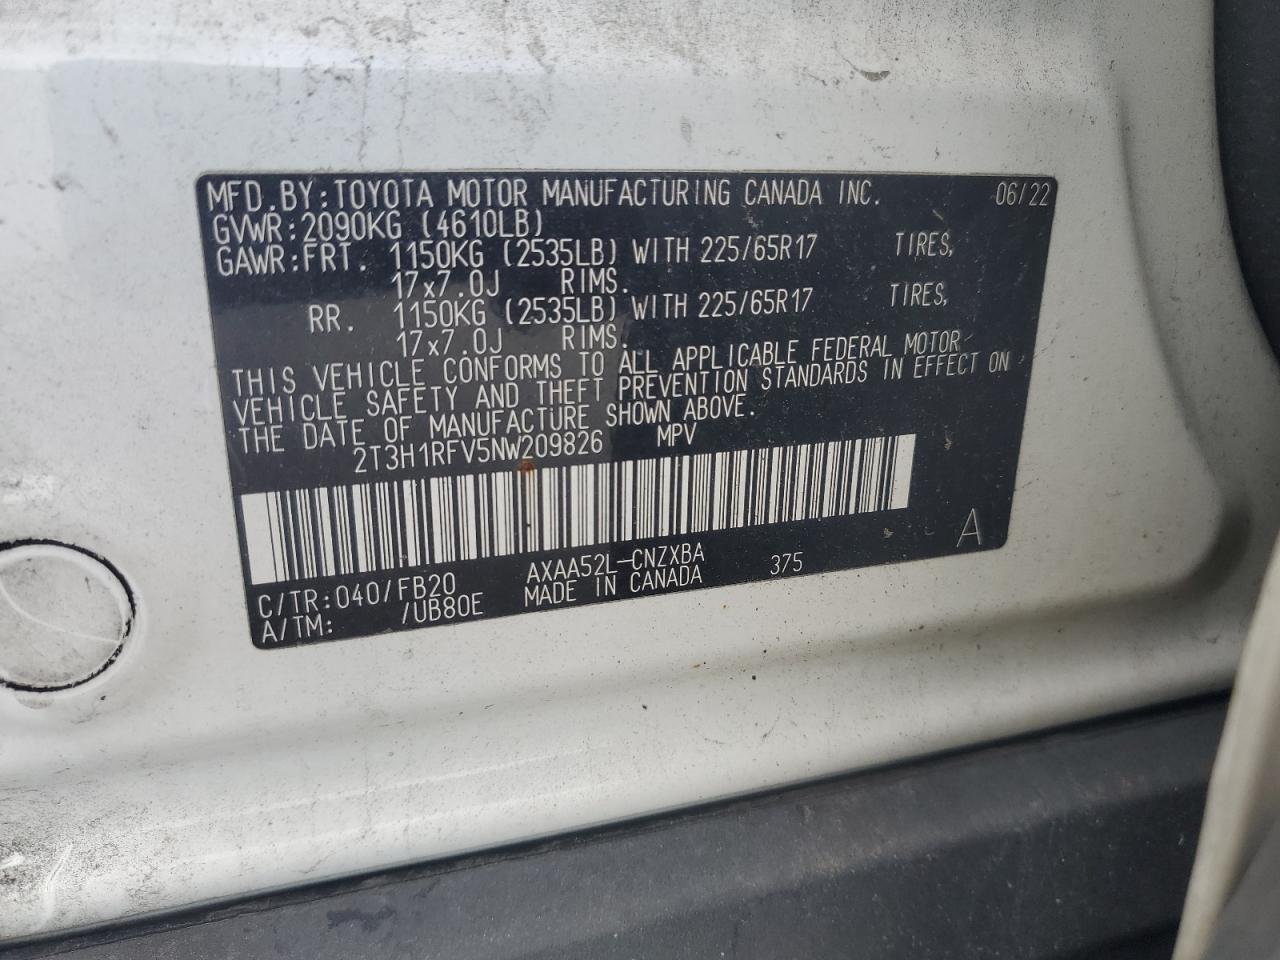 MFD.BY:TOYOTA MOTOR MANUFACTURING CANADA INC. 06/22
GVWR:2090KG (4610LB)
GAWR:FRT. 1150KG (2535LB) WITH 225/65R17 TIRES,
17x7.0J RIMS.
RR. 1150KG (2535LB) WITH 225/65R17 TIRES,
17x7.0J RIMS.
THIS VEHICLE CONFORMS TO ALL APPLICABLE FEDERAL MOTOR
VEHICLE SAFETY AND THEFT PREVENTION STANDARDS IN EFFECT ON
THE DATE OF MANUFACTURE SHOWN ABOVE.
2T3H1RFV5NW209826 MPV
C/TR:040/FB20 AXAA52L-CNZXBA 375 A
A/TM: /UB80E MADE IN CANADA